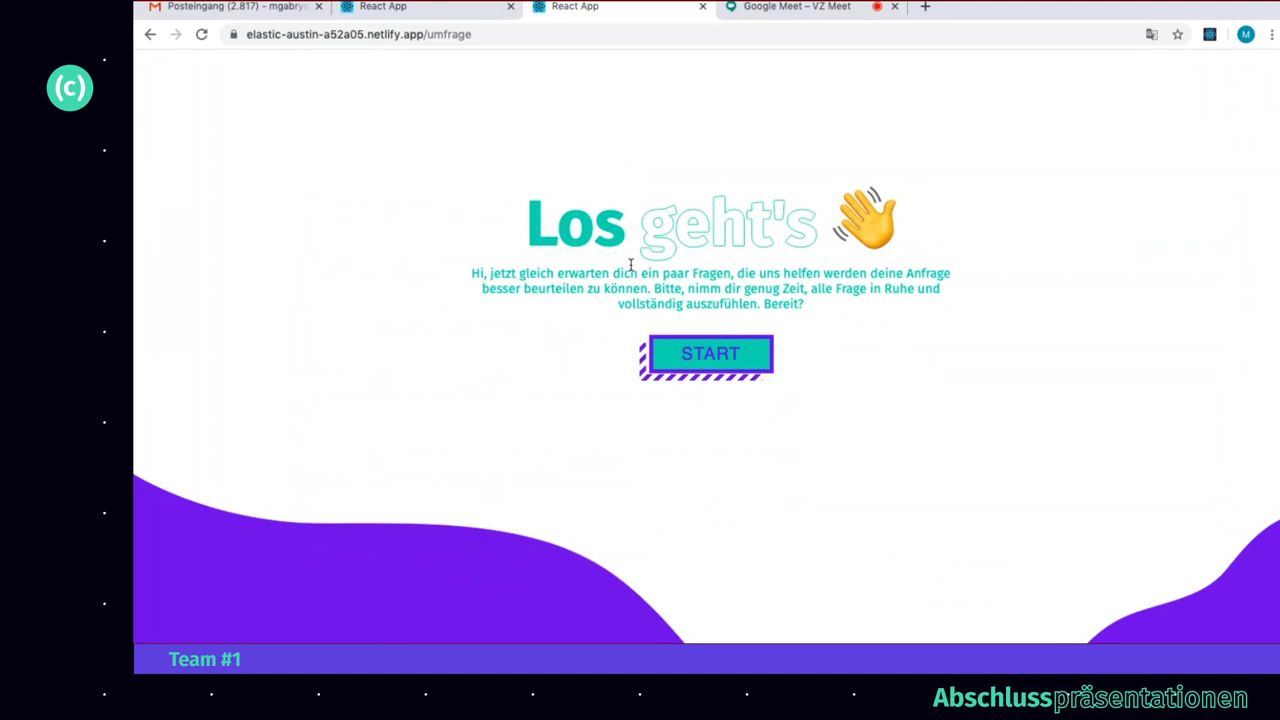 Posteingang (2.817) - mgabrys
React App
React App
Google Meet – VZ Meet
elastic-austin-a52a05.netlify.app/umfrage
M
(c)
Los geht's
Hi, jetzt gleich erwarten dich ein paar Fragen, die uns helfen werden deine Anfrage
besser beurteilen zu können. Bitte, nimm dir genug Zeit, alle Frage in Ruhe und
vollständig auszufühlen. Bereit?
START
Team #1
Abschlusspräsentationen